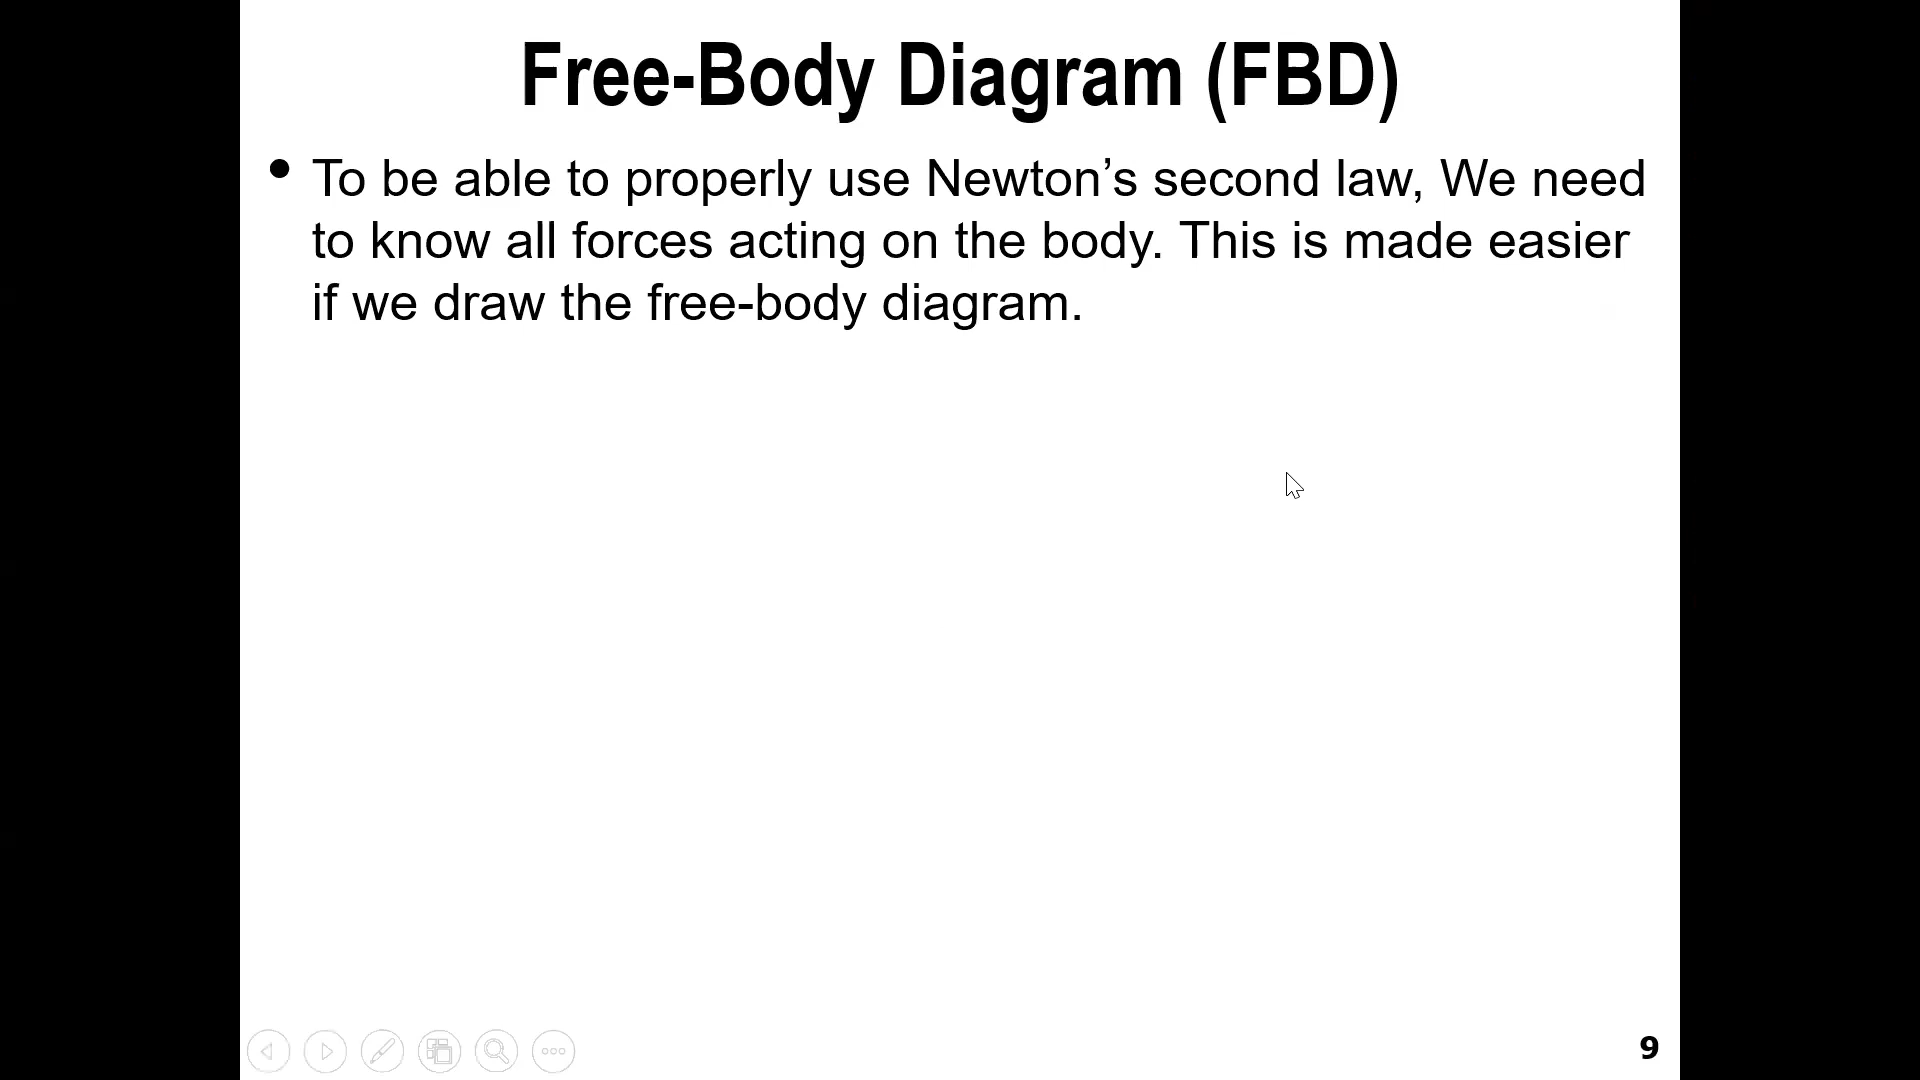 Free-Body Diagram (FBD)
• To be able to properly use Newton’s second law, We need
to know all forces acting on the body. This is made easier
if we draw the free-body diagram.
9